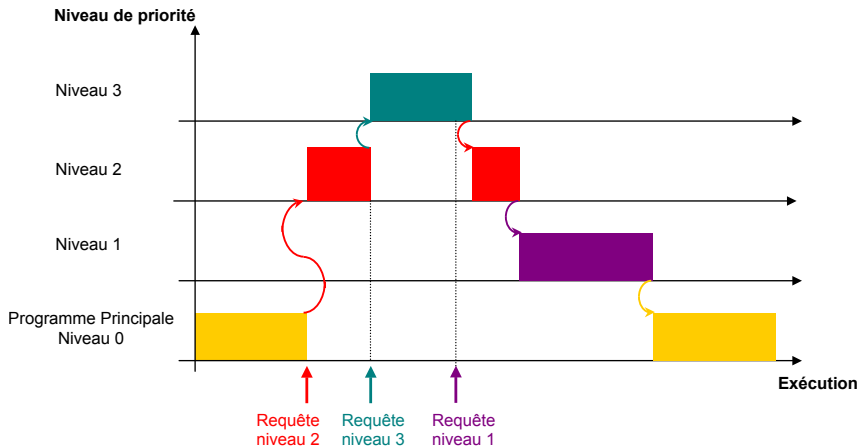 Niveau de priorité
Niveau 3
Niveau 2
Niveau 1
Programme Principale
Niveau 0
Exécution
Requête
niveau 2
Requête
niveau 3
Requête
niveau 1